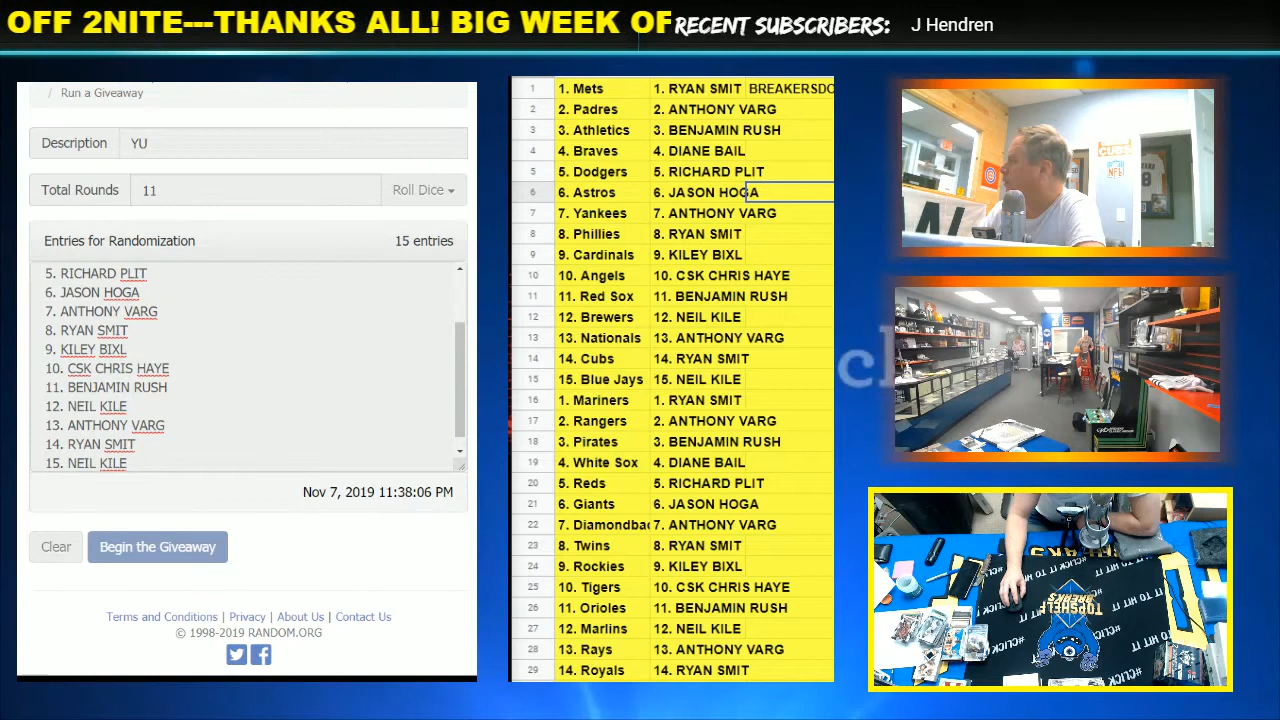 OFF 2NITE---THANKS ALL! BIG WEEK OF
RECENT SUBSCRIBERS: J Hendren
/ Run a Giveaway
Description YU
Total Rounds 11 Roll Dice
Entries for Randomization 15 entries
5. RICHARD PLIT
6. JASON HOGA
7. ANTHONY VARG
8. RYAN SMIT
9. KILEY BIXL
10. CSK CHRIS HAYE
11. BENJAMIN RUSH
12. NEIL KILE
13. ANTHONY VARG
14. RYAN SMIT
15. NEIL KILE
Nov 7, 2019 11:38:06 PM
Clear Begin the Giveaway
Terms and Conditions | Privacy | About Us | Contact Us
© 1998-2019 RANDOM.ORG
1 1. Mets 1. RYAN SMIT BREAKERSDO
2 2. Padres 2. ANTHONY VARG
3 3. Athletics 3. BENJAMIN RUSH
4 4. Braves 4. DIANE BAIL
5 5. Dodgers 5. RICHARD PLIT
6 6. Astros 6. JASON HOGA
7 7. Yankees 7. ANTHONY VARG
8 8. Phillies 8. RYAN SMIT
9 9. Cardinals 9. KILEY BIXL
10 10. Angels 10. CSK CHRIS HAYE
11 11. Red Sox 11. BENJAMIN RUSH
12 12. Brewers 12. NEIL KILE
13 13. Nationals 13. ANTHONY VARG
14 14. Cubs 14. RYAN SMIT
15 15. Blue Jays 15. NEIL KILE
16 1. Mariners 1. RYAN SMIT
17 2. Rangers 2. ANTHONY VARG
18 3. Pirates 3. BENJAMIN RUSH
19 4. White Sox 4. DIANE BAIL
20 5. Reds 5. RICHARD PLIT
21 6. Giants 6. JASON HOGA
22 7. Diamondbac 7. ANTHONY VARG
23 8. Twins 8. RYAN SMIT
24 9. Rockies 9. KILEY BIXL
25 10. Tigers 10. CSK CHRIS HAYE
26 11. Orioles 11. BENJAMIN RUSH
27 12. Marlins 12. NEIL KILE
28 13. Rays 13. ANTHONY VARG
29 14. Royals 14. RYAN SMIT
CUBS
NFL
TOPSHELF
BREAKS
#CLICK TO HIT IT